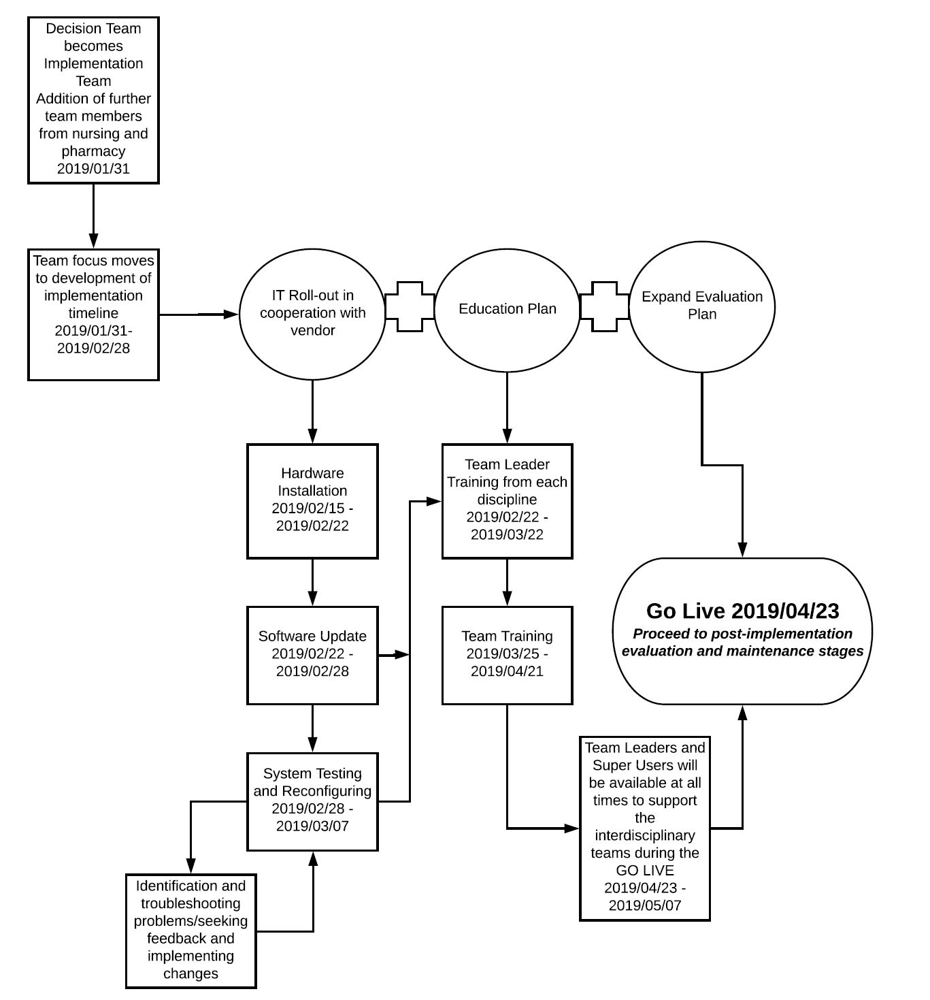 Decision Team
becomes
Implementation
Team
Addition of further
team members
from nursing and
pharmacy
2019/01/31
Team focus moves
to development of
implementation
timeline
2019/01/31-
2019/02/28
IT Roll-out in
cooperation with
vendor
Education Plan
Expand Evaluation
Plan
Hardware
Installation
2019/02/15 -
2019/02/22
Team Leader
Training from each
discipline
2019/02/22 -
2019/03/22
Software Update
2019/02/22 -
2019/02/28
Team Training
2019/03/25 -
2019/04/21
Go Live 2019/04/23
Proceed to post-implementation
evaluation and maintenance stages
System Testing
and Reconfiguring
2019/02/28 -
2019/03/07
Team Leaders and
Super Users will
be available at all
times to support
the
interdisciplinary
teams during the
GO LIVE
2019/04/23 -
2019/05/07
Identification and
troubleshooting
problems/seeking
feedback and
implementing
changes